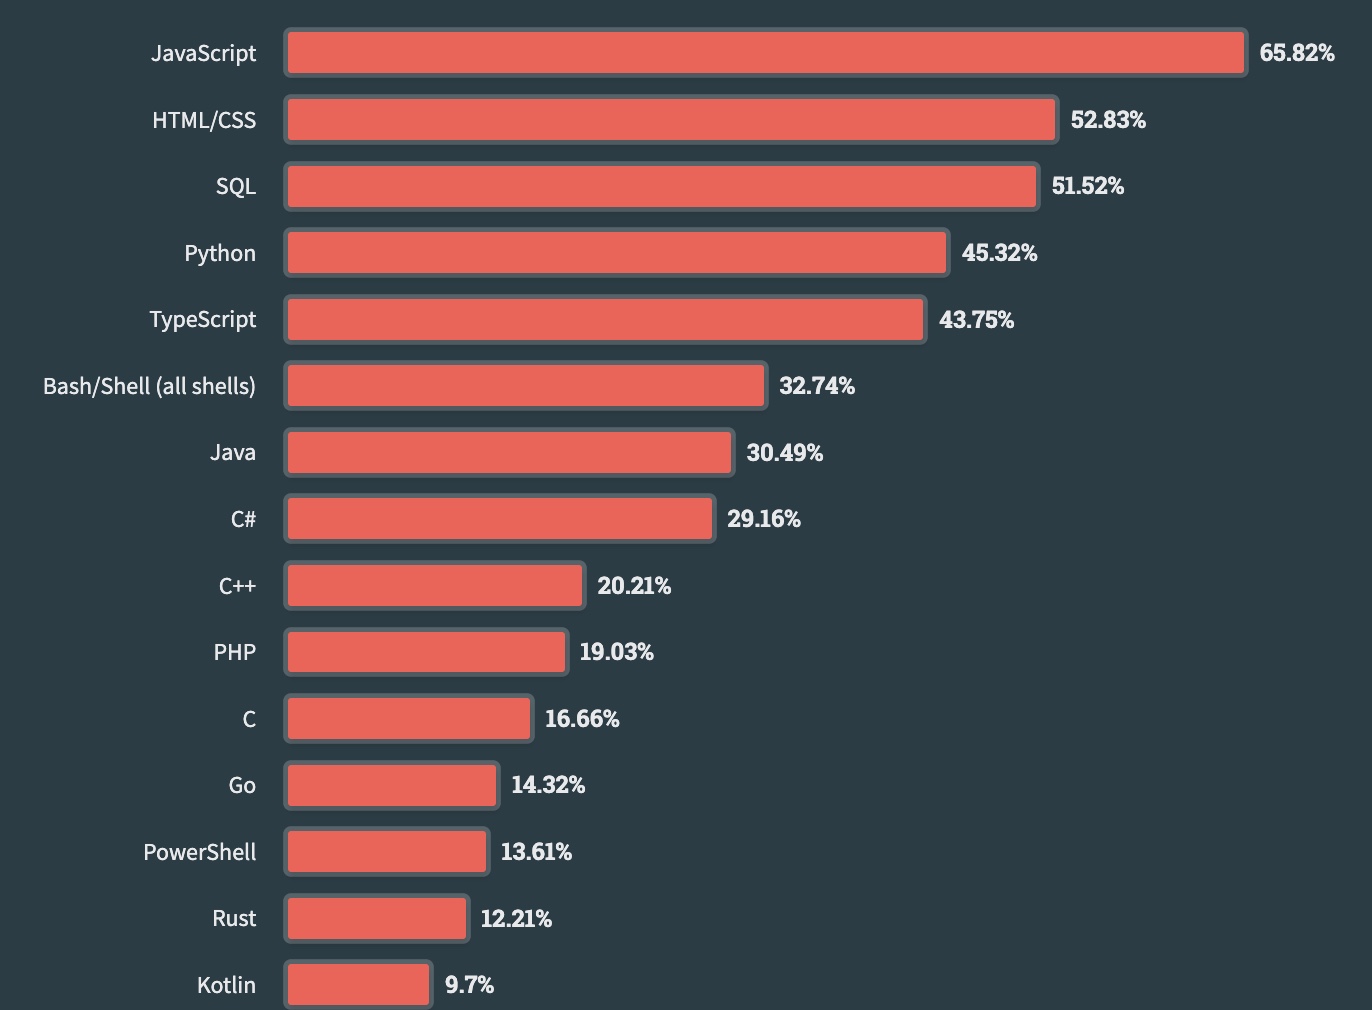 JavaScript 65.82%
HTML/CSS 52.83%
SQL 51.52%
Python 45.32%
TypeScript 43.75%
Bash/Shell (all shells) 32.74%
Java 30.49%
C# 29.16%
C++ 20.21%
PHP 19.03%
C 16.66%
Go 14.32%
PowerShell 13.61%
Rust 12.21%
Kotlin 9.7%